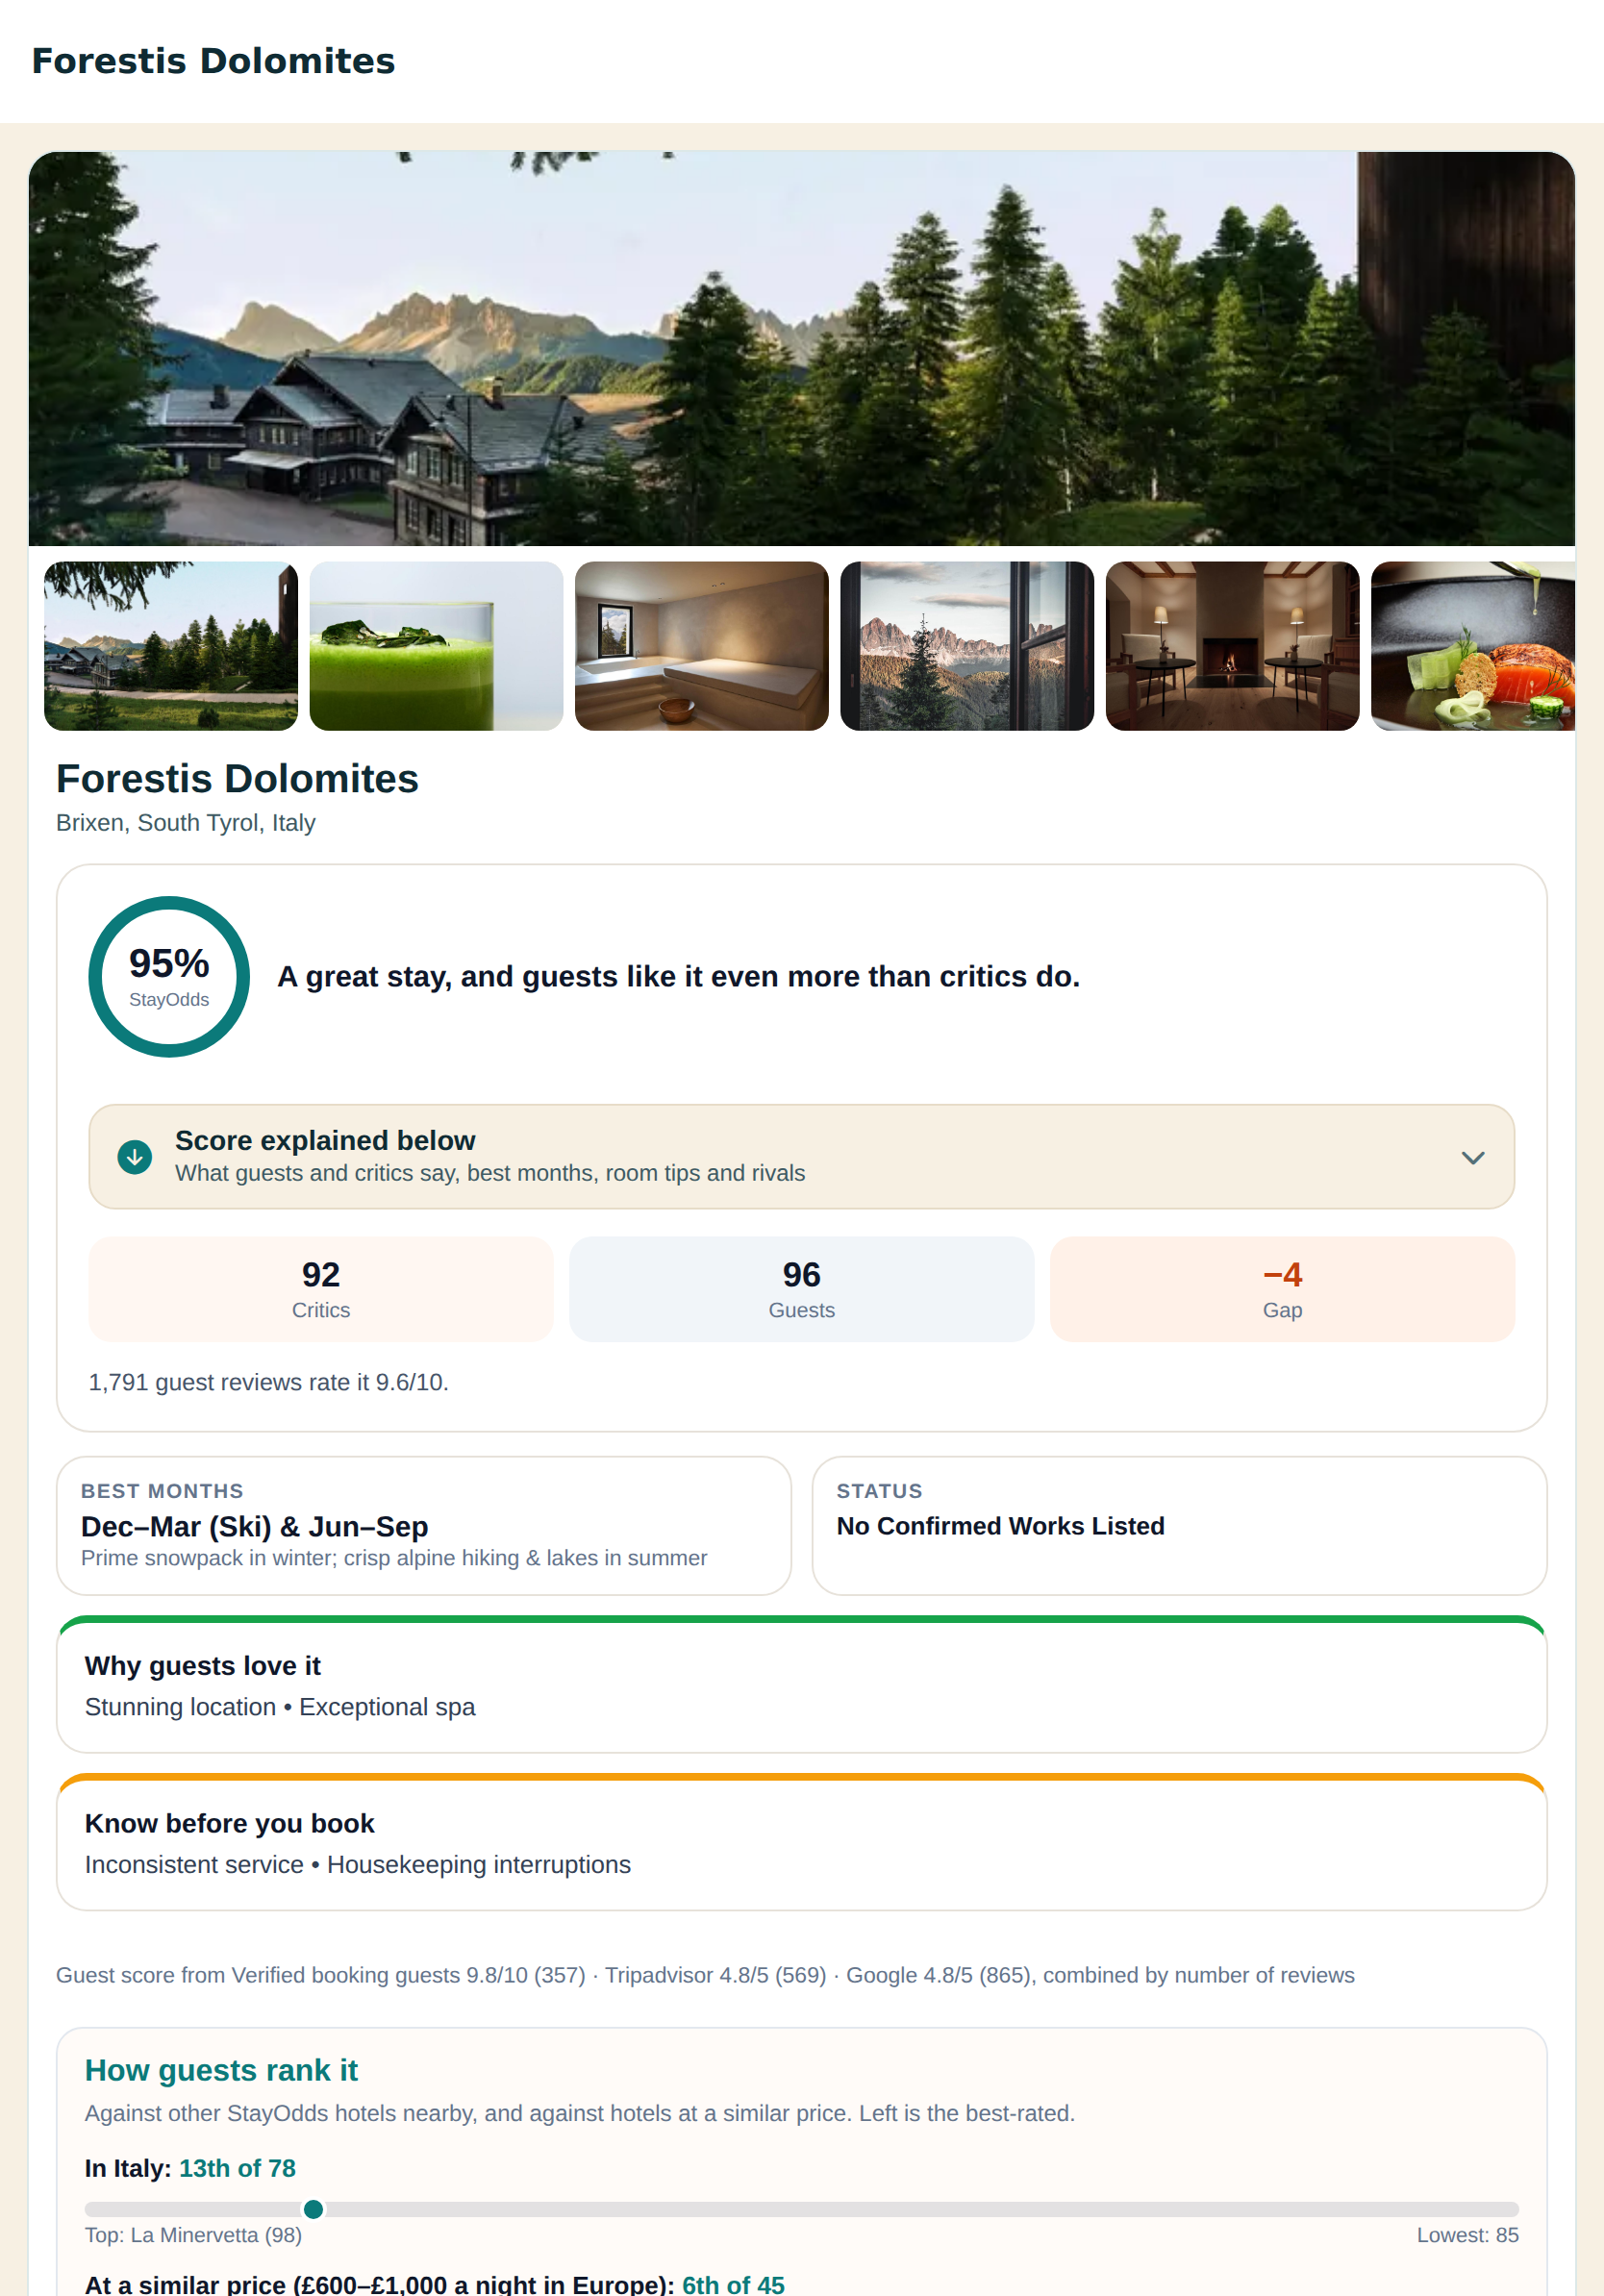 Forestis Dolomites
Forestis Dolomites
Brixen, South Tyrol, Italy
95%
StayOdds
A great stay, and guests like it even more than critics do.
Score explained below
What guests and critics say, best months, room tips and rivals
92
Critics
96
Guests
−4
Gap
1,791 guest reviews rate it 9.6/10.
BEST MONTHS
Dec–Mar (Ski) & Jun–Sep
Prime snowpack in winter; crisp alpine hiking & lakes in summer
STATUS
No Confirmed Works Listed
Why guests love it
Stunning location • Exceptional spa
Know before you book
Inconsistent service • Housekeeping interruptions
Guest score from Verified booking guests 9.8/10 (357) · Tripadvisor 4.8/5 (569) · Google 4.8/5 (865), combined by number of reviews
How guests rank it
Against other StayOdds hotels nearby, and against hotels at a similar price. Left is the best-rated.
In Italy: 13th of 78
Top: La Minervetta (98)
Lowest: 85
At a similar price (£600–£1,000 a night in Europe): 6th of 45